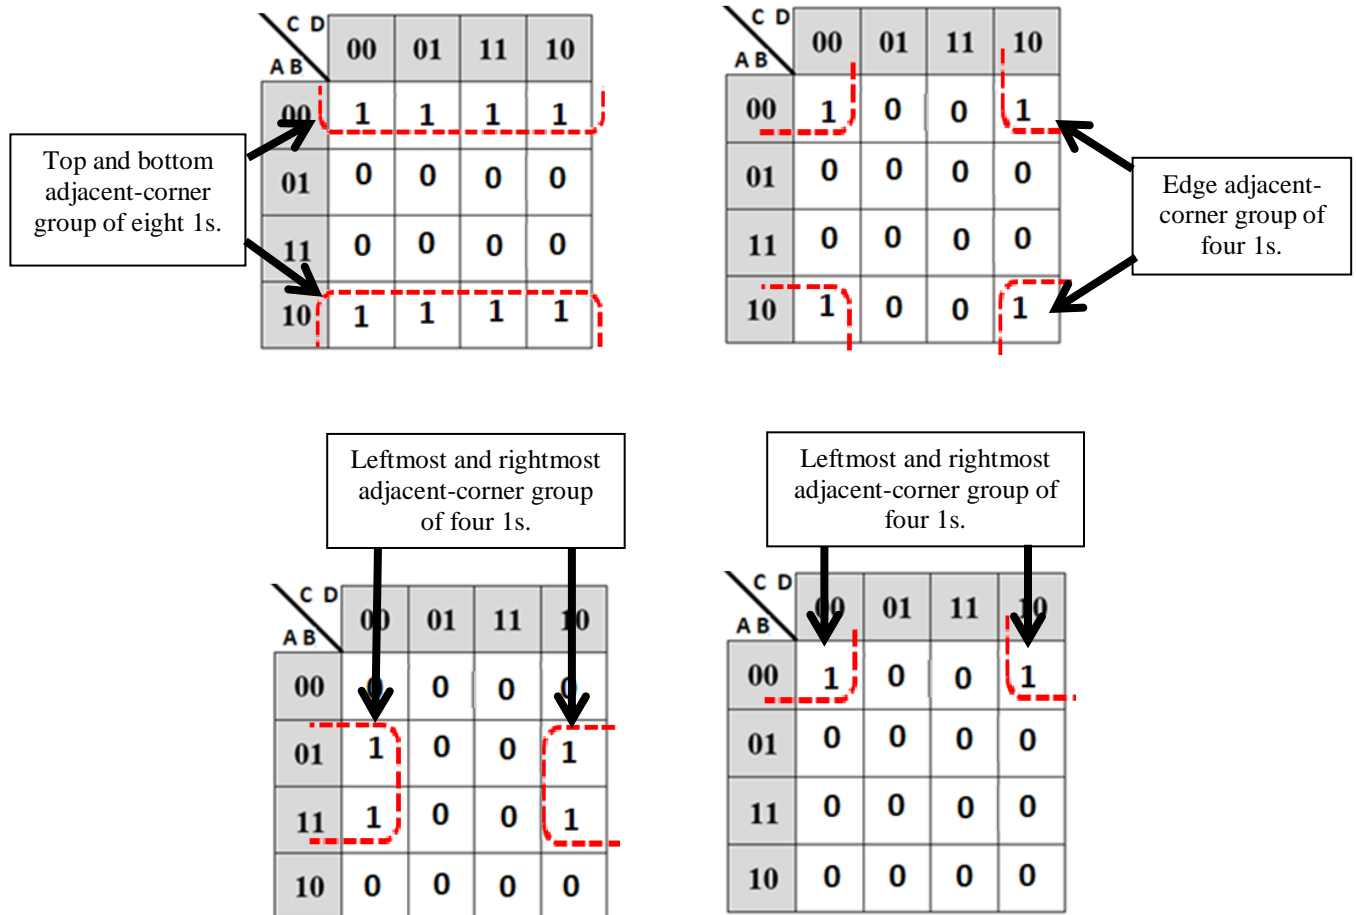 C D
A B
00 01 11 10
00 1 1 1 1
01 0 0 0 0
11 0 0 0 0
10 1 1 1 1
Top and bottom
adjacent-corner
group of eight 1s.
C D
A B
00 01 11 10
00 1 0 0 1
01 0 0 0 0
11 0 0 0 0
10 1 0 0 1
Edge adjacent-
corner group of
four 1s.
Leftmost and rightmost
adjacent-corner group
of four 1s.
C D
A B
00 01 11 10
00 0 0 0 0
01 1 0 0 1
11 1 0 0 1
10 0 0 0 0
Leftmost and rightmost
adjacent-corner group of
four 1s.
C D
A B
00 01 11 10
00 1 0 0 1
01 0 0 0 0
11 0 0 0 0
10 0 0 0 0